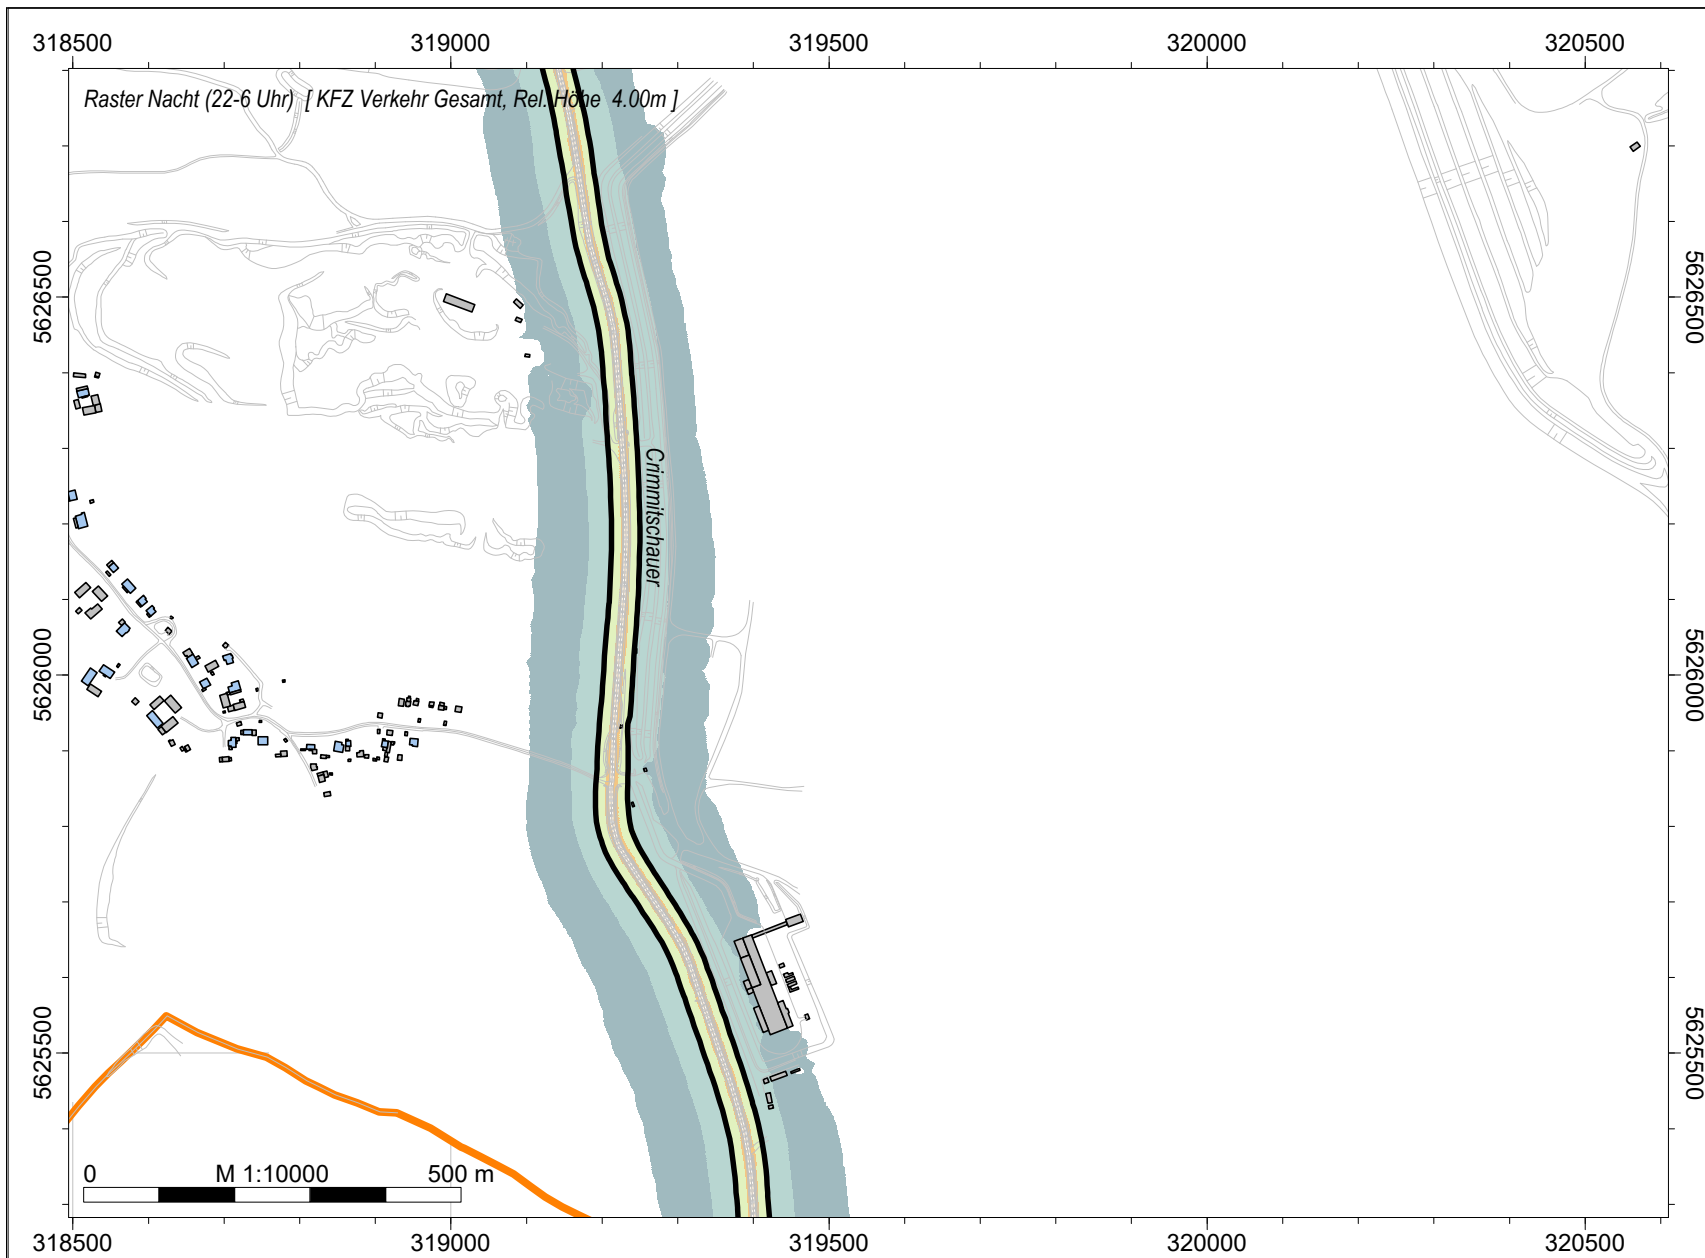 318500 319000 319500 320000 320500
Raster Nacht (22-6 Uhr) [ KFZ Verkehr Gesamt, Rel. Höhe 4.00m ]
5626500 5626500
Crimmitschauer
5626000 5626000
5625500 5625500
0 M 1:10000 500 m
318500 319000 319500 320000 320500